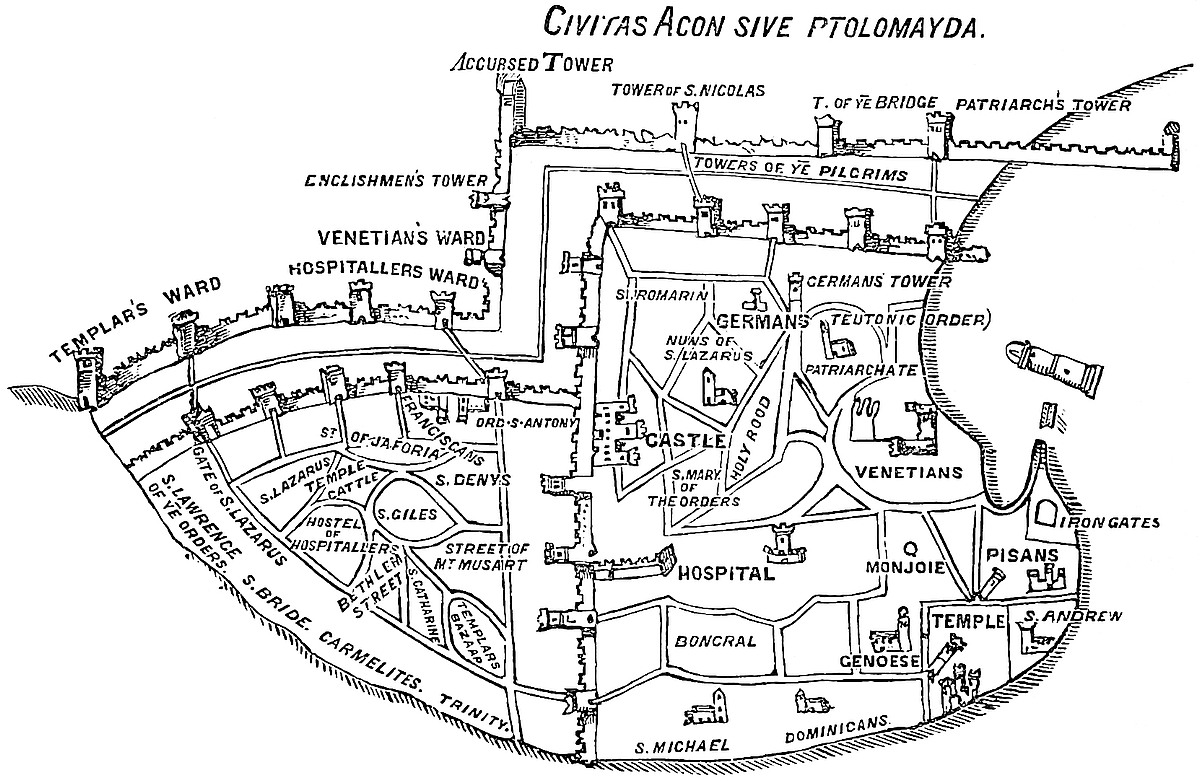 CIVITAS ACON SIVE PTOLOMAYDA.
ACCURSED TOWER
TOWER OF S. NICOLAS
T. OF YE BRIDGE
PATRIARCH'S TOWER
TOWERS OF YE PILGRIMS
ENCLISHMEN'S TOWER
VENETIAN'S WARD
HOSPITALLERS WARD
TEMPLAR'S WARD
S. ROMARIN
GERMANS' TOWER
GERMANS TEUTONIC ORDER)
NUNS OF
S. LAZARUS
PATRIARCHATE
HOLY ROOD
CASTLE
S. MARY
OF
THE ORDERS
VENETIANS
FRANCISCANS
ORD. S. ANTONY
ST OF JAFORIA
GATE OF S. LAZARUS
S. LAZARUS
TEMPLE
CATTLE
S. DENYS
S. GILES
HOSTEL
OF
HOSPITALLERS
STREET OF
MT MUSART
BETHLEM
STREET
S. CATHARINE
TEMPLARS
BAZAAR
S. LAWRENCE
OF YE ORDERS.
S. BRIDE. CARMELITES. TRINITY.
HOSPITAL
MONJOIE
IRON GATES
PISANS
BONCRAL
GENOESE
TEMPLE
S. ANDREW
S. MICHAEL
DOMINICANS.